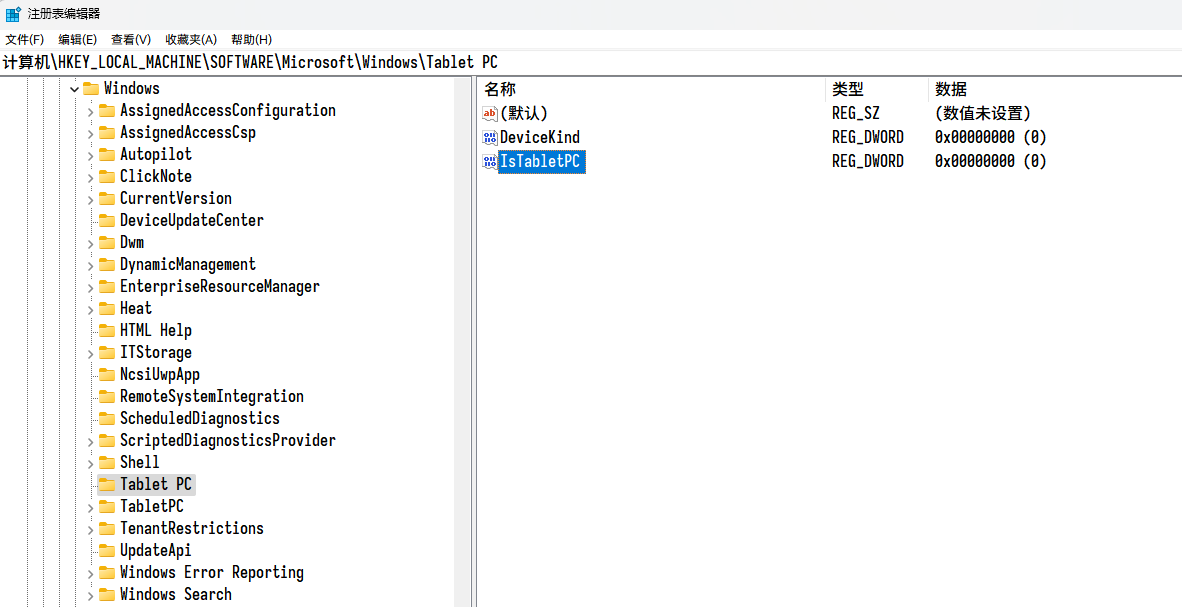 注册表编辑器
文件(F) 编辑(E) 查看(V) 收藏夹(A) 帮助(H)
计算机\HKEY_LOCAL_MACHINE\SOFTWARE\Microsoft\Windows\Tablet PC
Windows
AssignedAccessConfiguration
AssignedAccessCsp
Autopilot
ClickNote
CurrentVersion
DeviceUpdateCenter
Dwm
DynamicManagement
EnterpriseResourceManager
Heat
HTML Help
ITStorage
NcsiUwpApp
RemoteSystemIntegration
ScheduledDiagnostics
ScriptedDiagnosticsProvider
Shell
Tablet PC
TabletPC
TenantRestrictions
UpdateApi
Windows Error Reporting
Windows Search
名称 类型 数据
ab (默认) REG_SZ (数值未设置)
DeviceKind REG_DWORD 0x00000000 (0)
IsTabletPC REG_DWORD 0x00000000 (0)